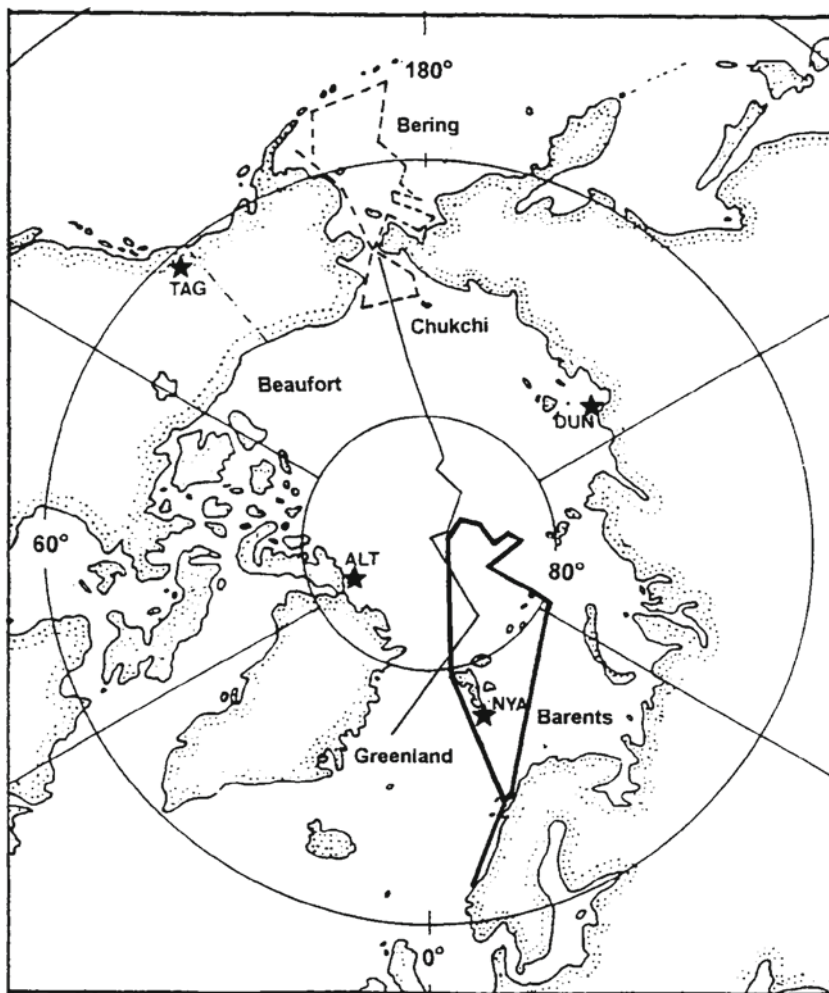 180°
Bering
TAG
Chukchi
Beaufort
DUN
60°
ALT
80°
NYA
Barents
Greenland
0°